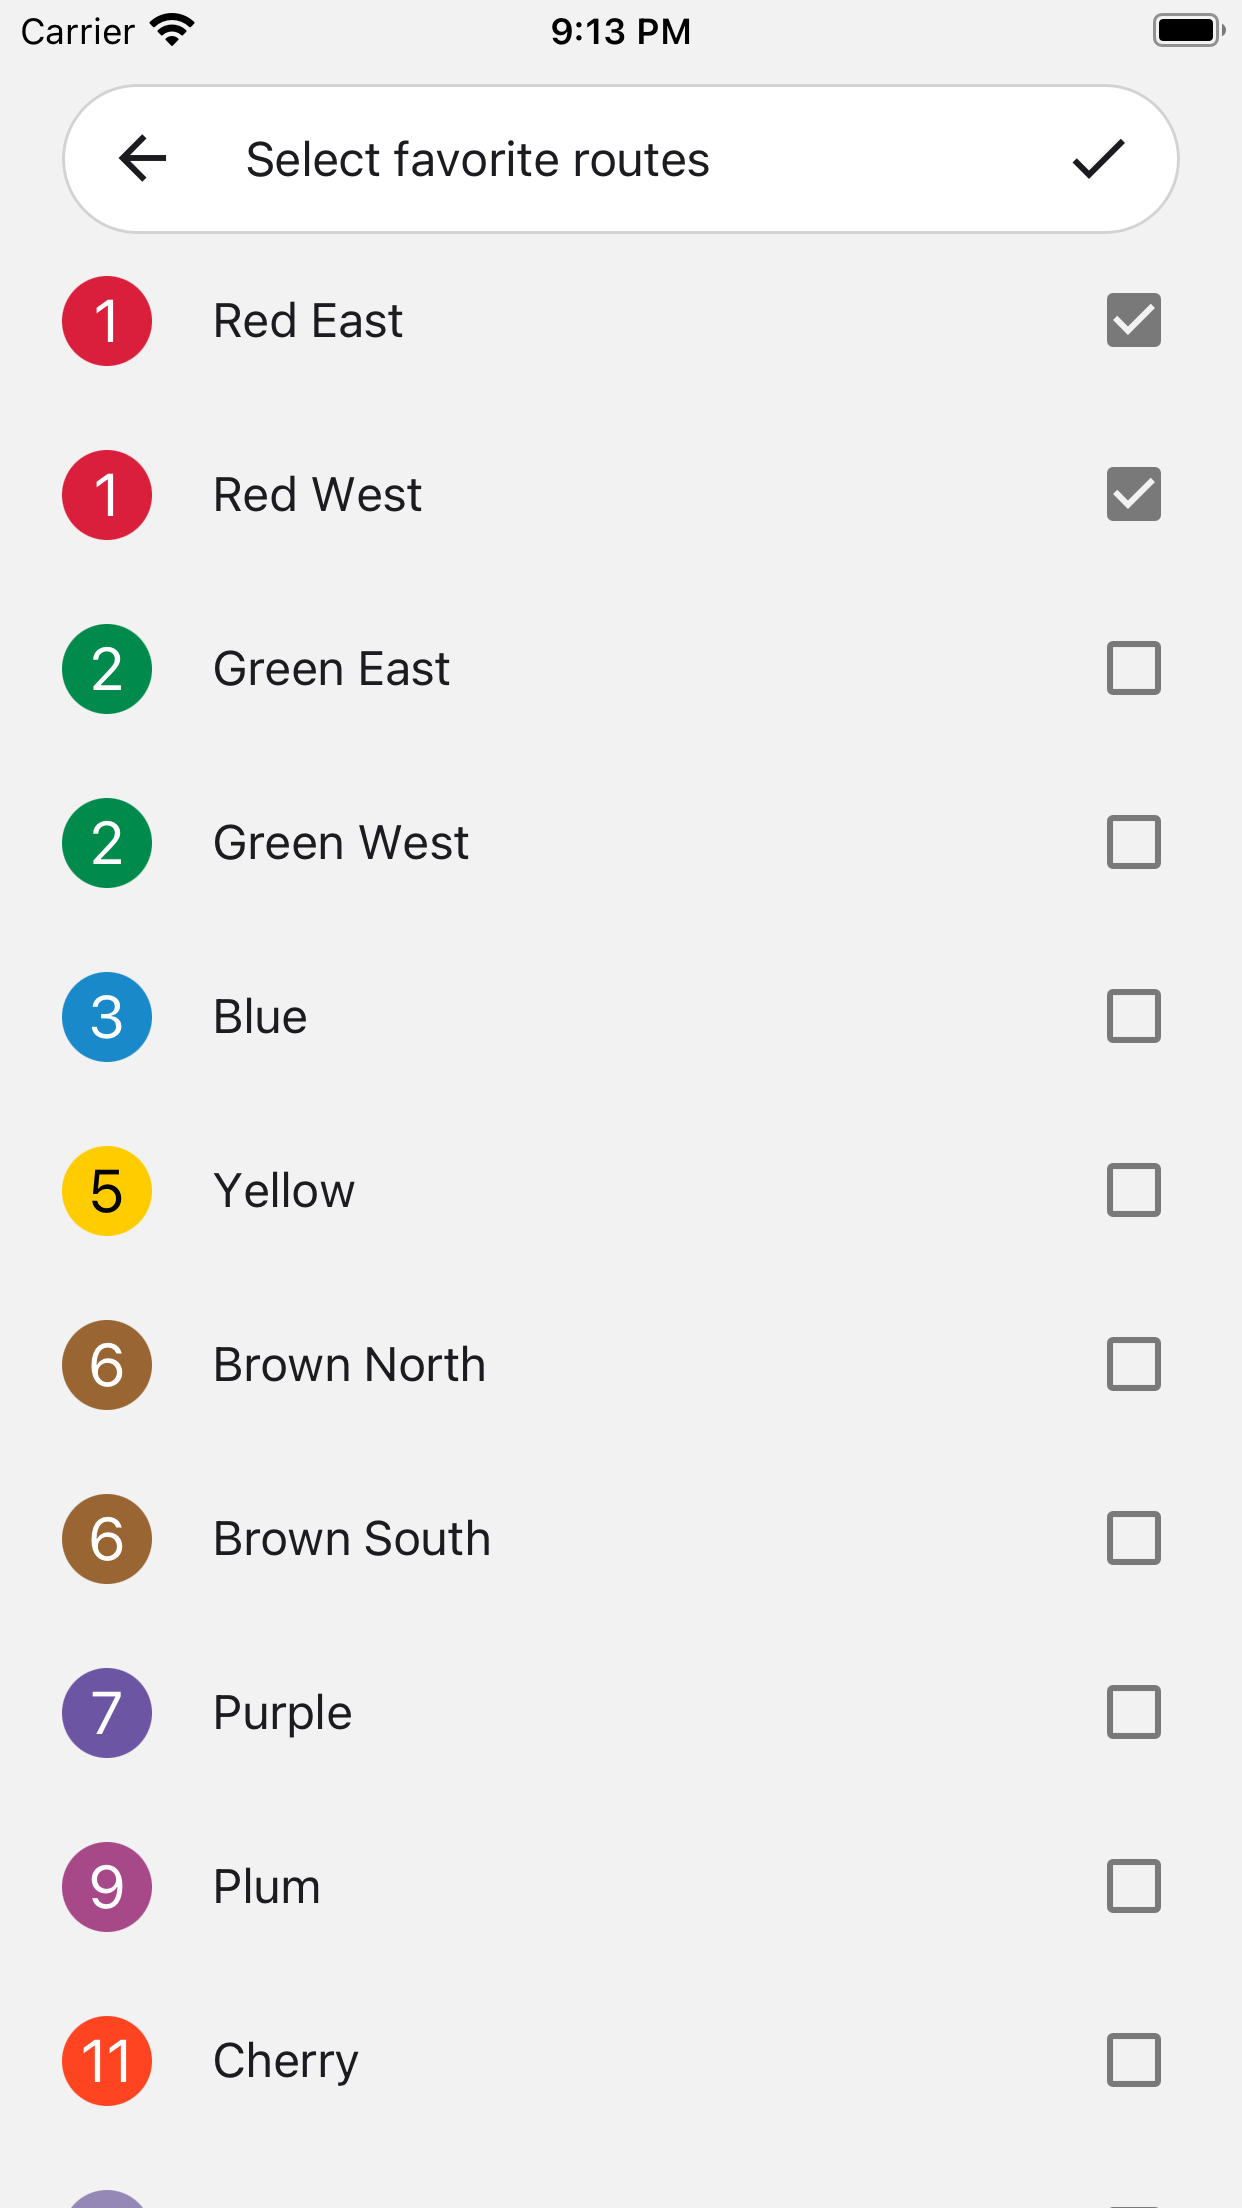 Carrier 9:13 PM
Select favorite routes
1 Red East
1 Red West
2 Green East
2 Green West
3 Blue
5 Yellow
6 Brown North
6 Brown South
7 Purple
9 Plum
11 Cherry